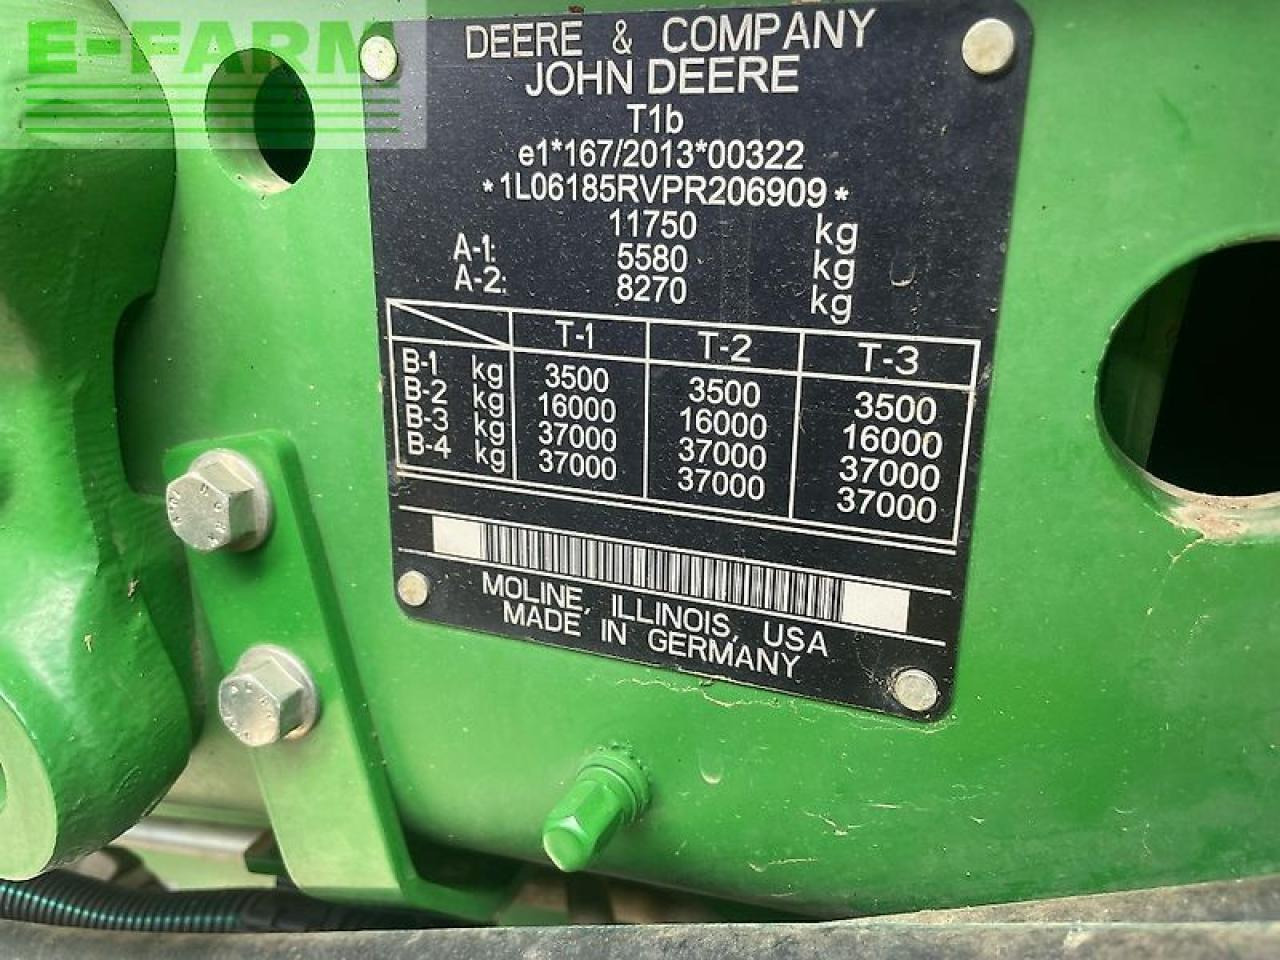 E-FARM
DEERE & COMPANY
JOHN DEERE
T1b
e1*167/2013*00322
*1L06185RVPR206909*
11750 kg
A-1: 5580 kg
A-2: 8270 kg
T-1 T-2 T-3
B-1 kg 3500 3500 3500
B-2 kg 16000 16000 16000
B-3 kg 37000 37000 37000
B-4 kg 37000 37000 37000
MOLINE, ILLINOIS, USA
MADE IN GERMANY